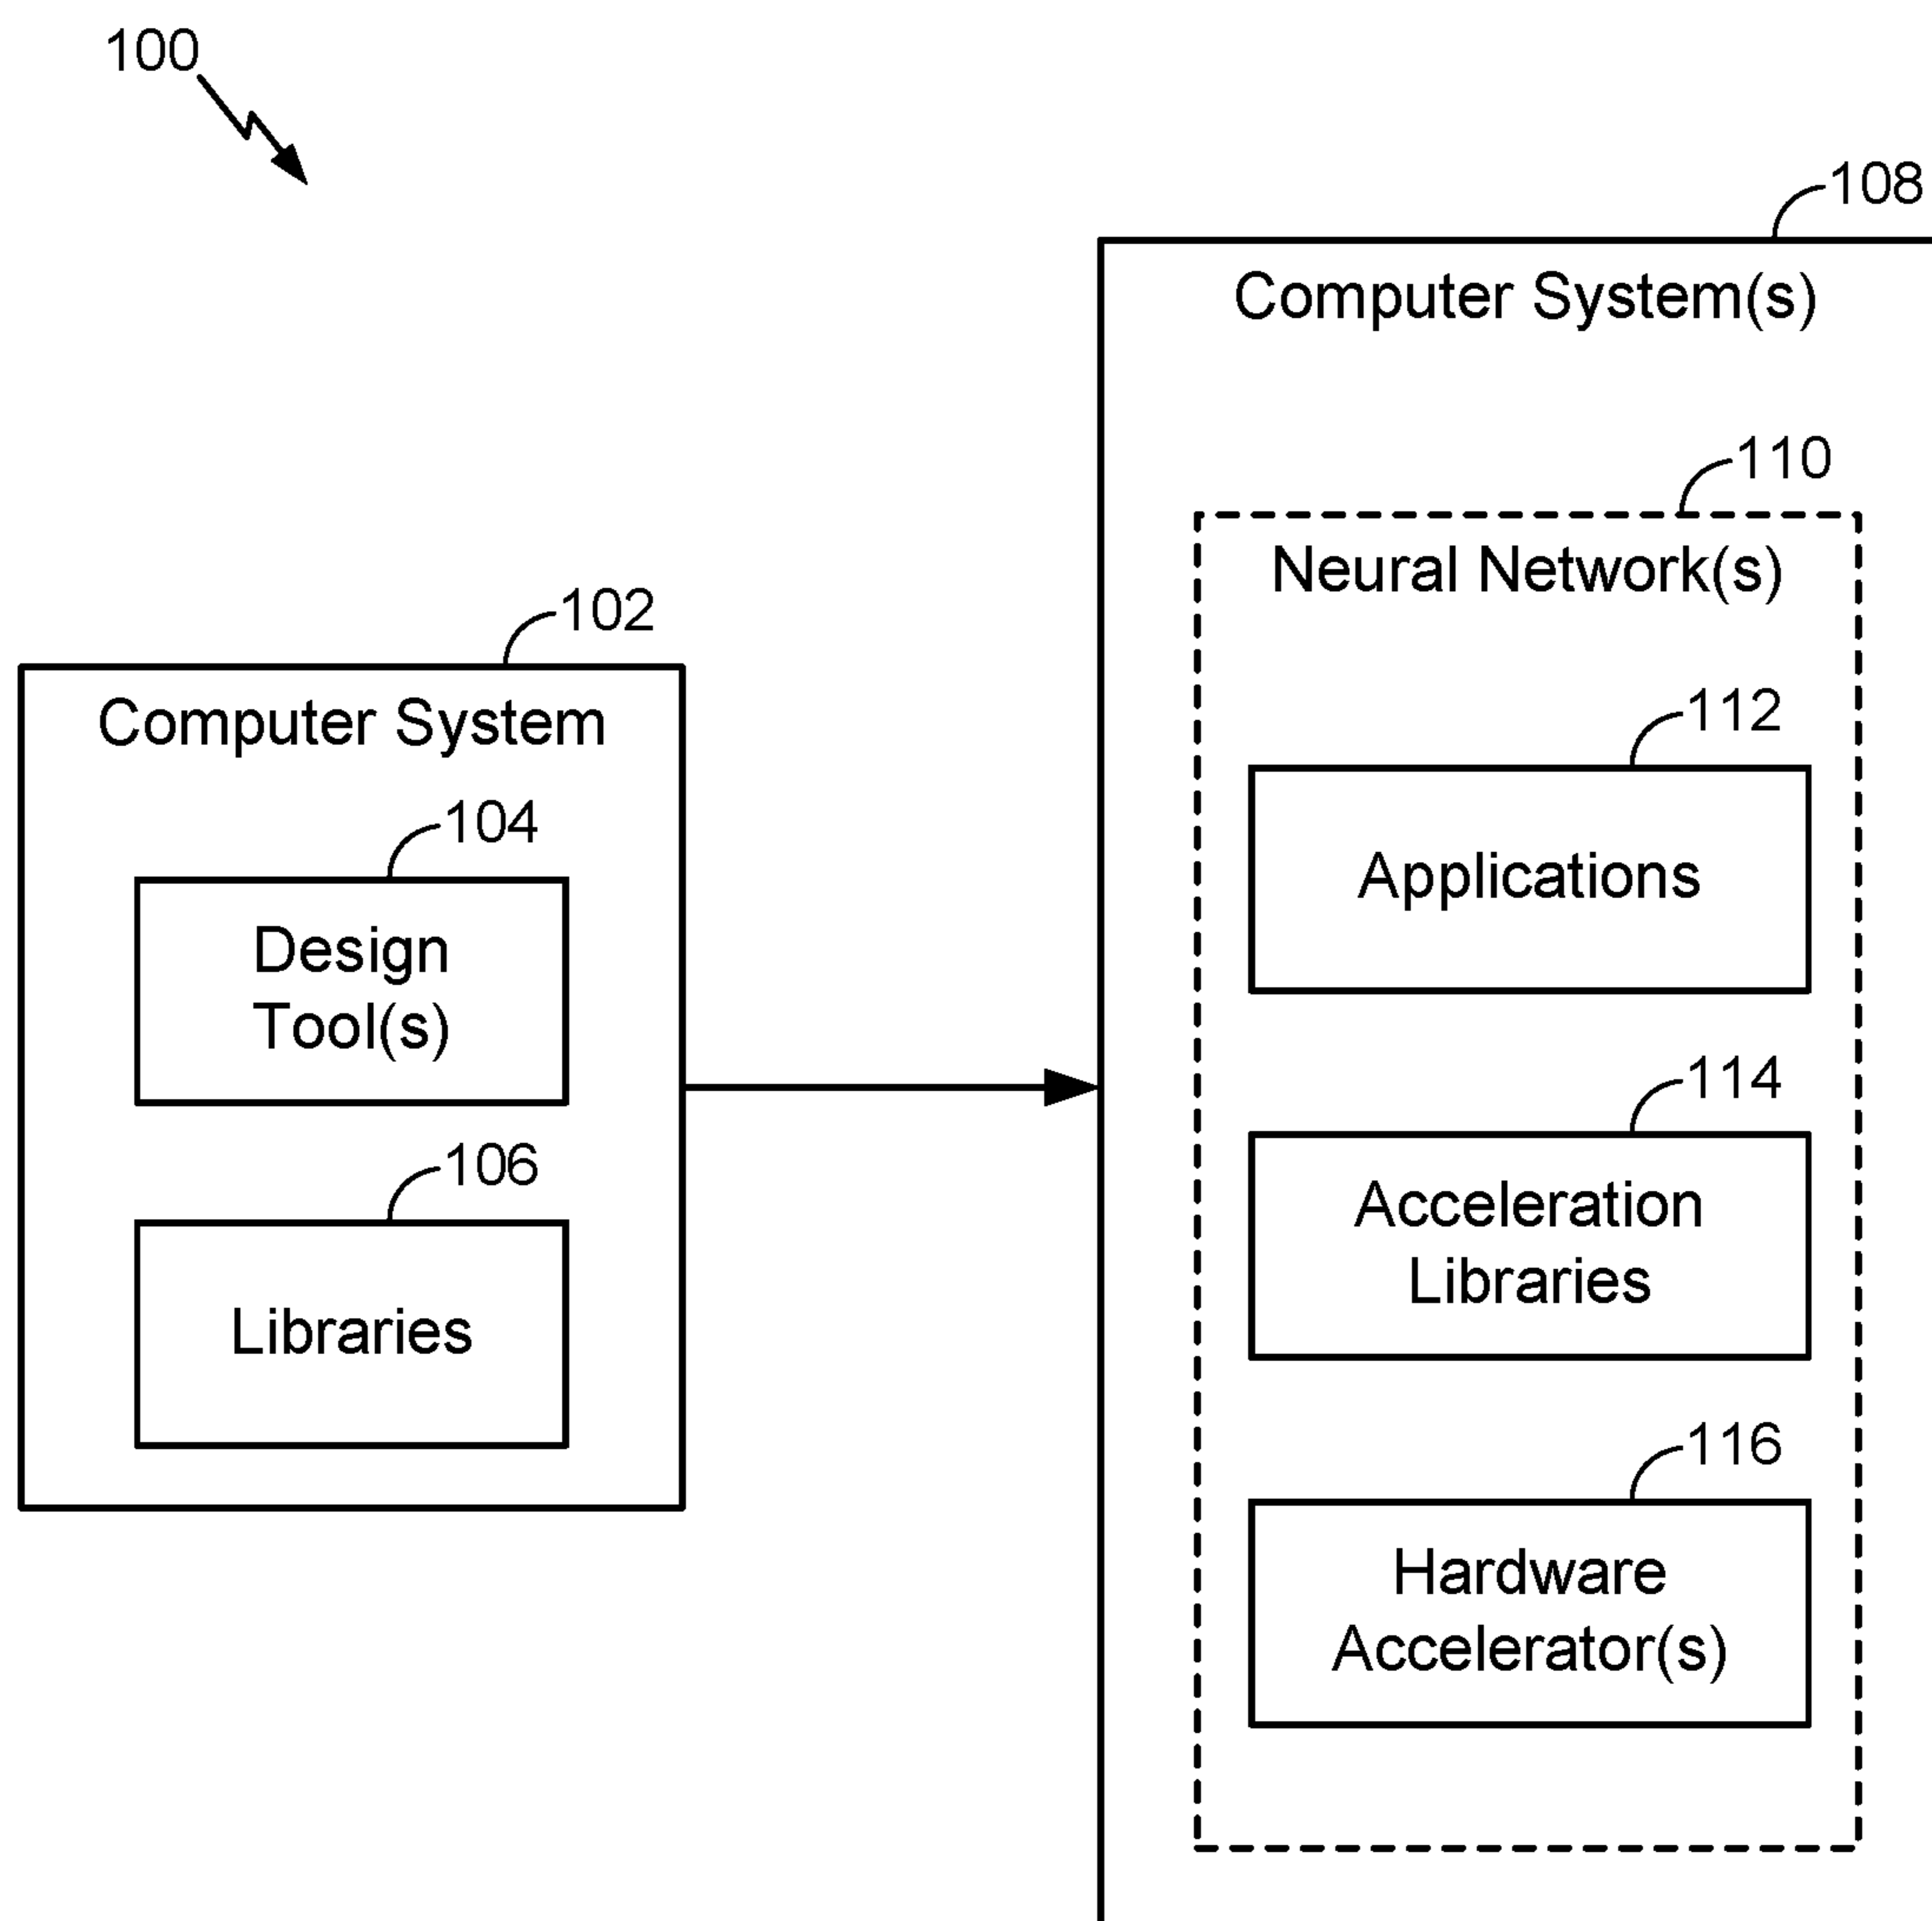 100
108
Computer System(s)
110
Neural Network(s)
102
Computer System
112
Applications
104
Design
Tool(s)
114
Acceleration
Libraries
106
Libraries
116
Hardware
Accelerator(s)